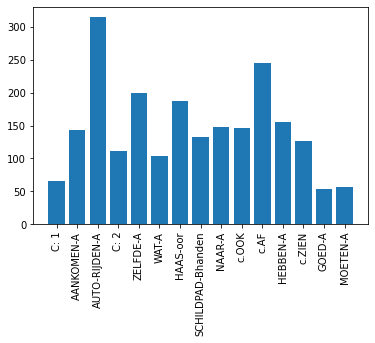 300
250
200
150
100
50
0
C: 1
AANKOMEN-A
AUTO-RIJDEN-A
C: 2
ZELFDE-A
WAT-A
HAAS-oor
SCHILDPAD-Bhanden
NAAR-A
c.OOK
c.AF
HEBBEN-A
c.ZIEN
GOED-A
MOETEN-A